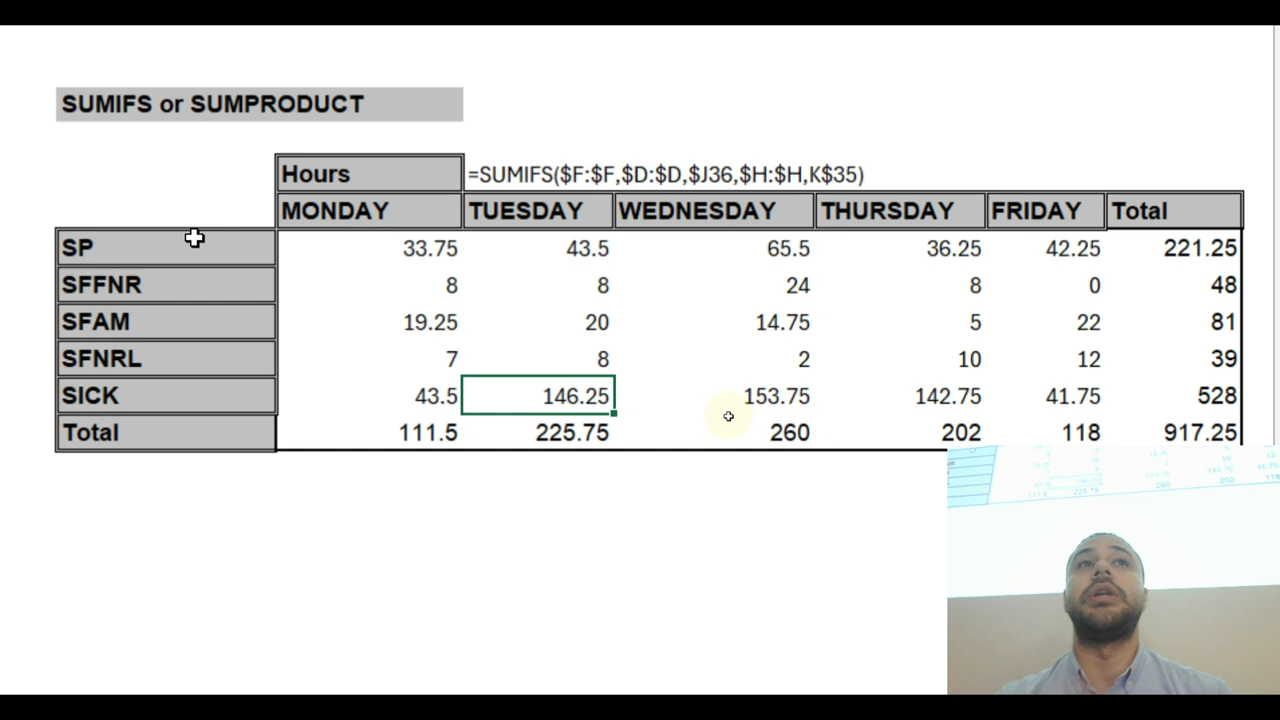 SUMIFS or SUMPRODUCT
Hours =SUMIFS($F:$F,$D:$D,$J36,$H:$H,K$35)
MONDAY TUESDAY WEDNESDAY THURSDAY FRIDAY Total
SP 33.75 43.5 65.5 36.25 42.25 221.25
SFFNR 8 8 24 8 0 48
SFAM 19.25 20 14.75 5 22 81
SFNRL 7 8 2 10 12 39
SICK 43.5 146.25 153.75 142.75 41.75 528
Total 111.5 225.75 260 202 118 917.25